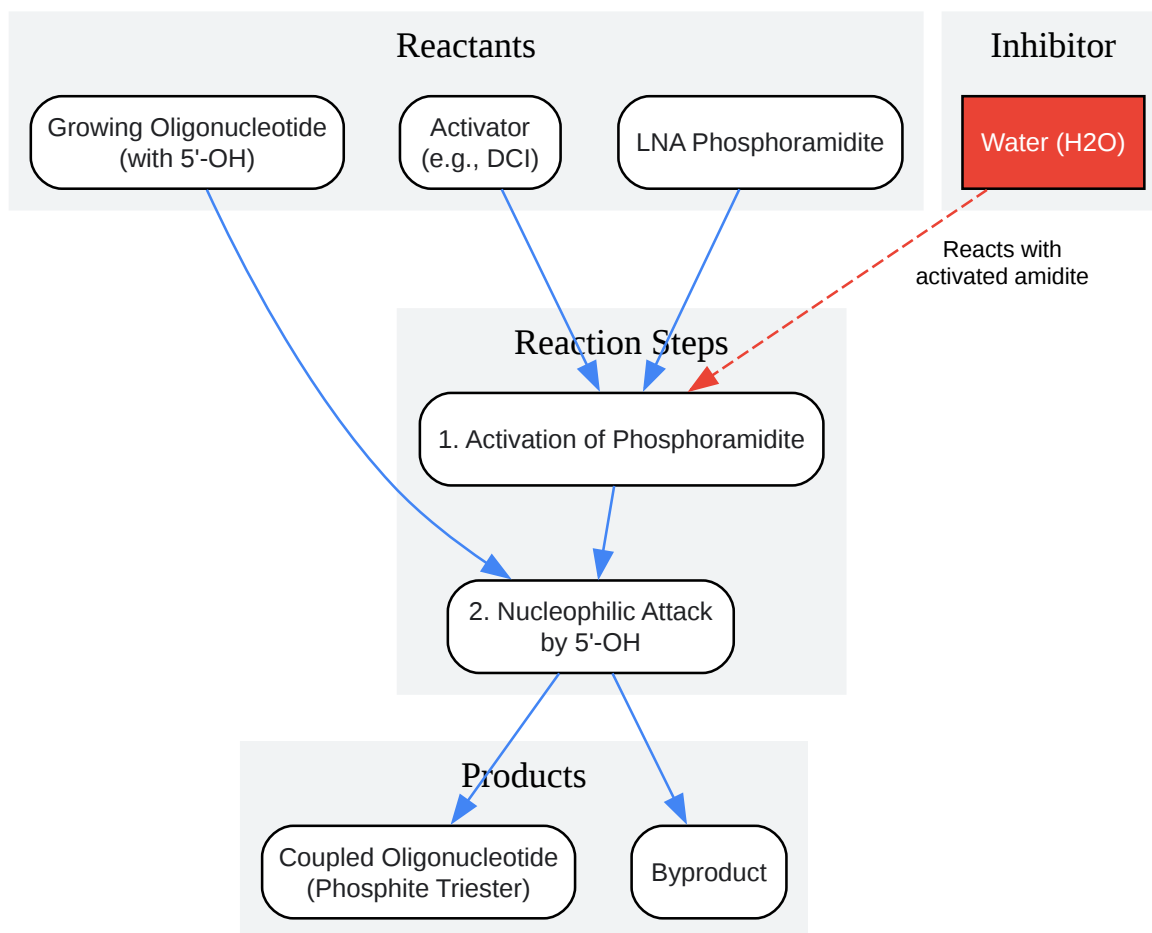 Reactants
Inhibitor
Growing Oligonucleotide
(with 5'-OH)
Activator
(e.g., DCI)
LNA Phosphoramidite
Water (H2O)
Reacts with
activated amidite
Reaction Steps
1. Activation of Phosphoramidite
2. Nucleophilic Attack
by 5'-OH
Products
Coupled Oligonucleotide
(Phosphite Triester)
Byproduct